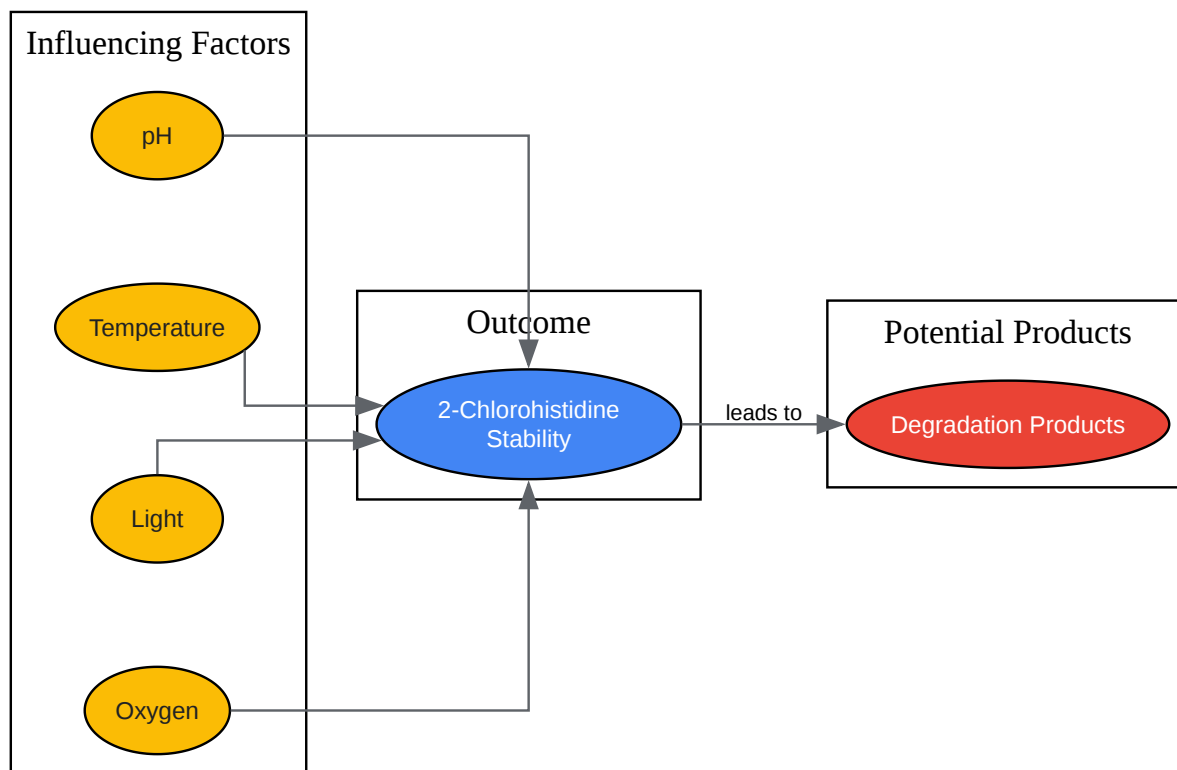 Influencing Factors
pH
Temperature
Light
Oxygen
Outcome
2-Chlorohistidine
Stability
leads to
Potential Products
Degradation Products